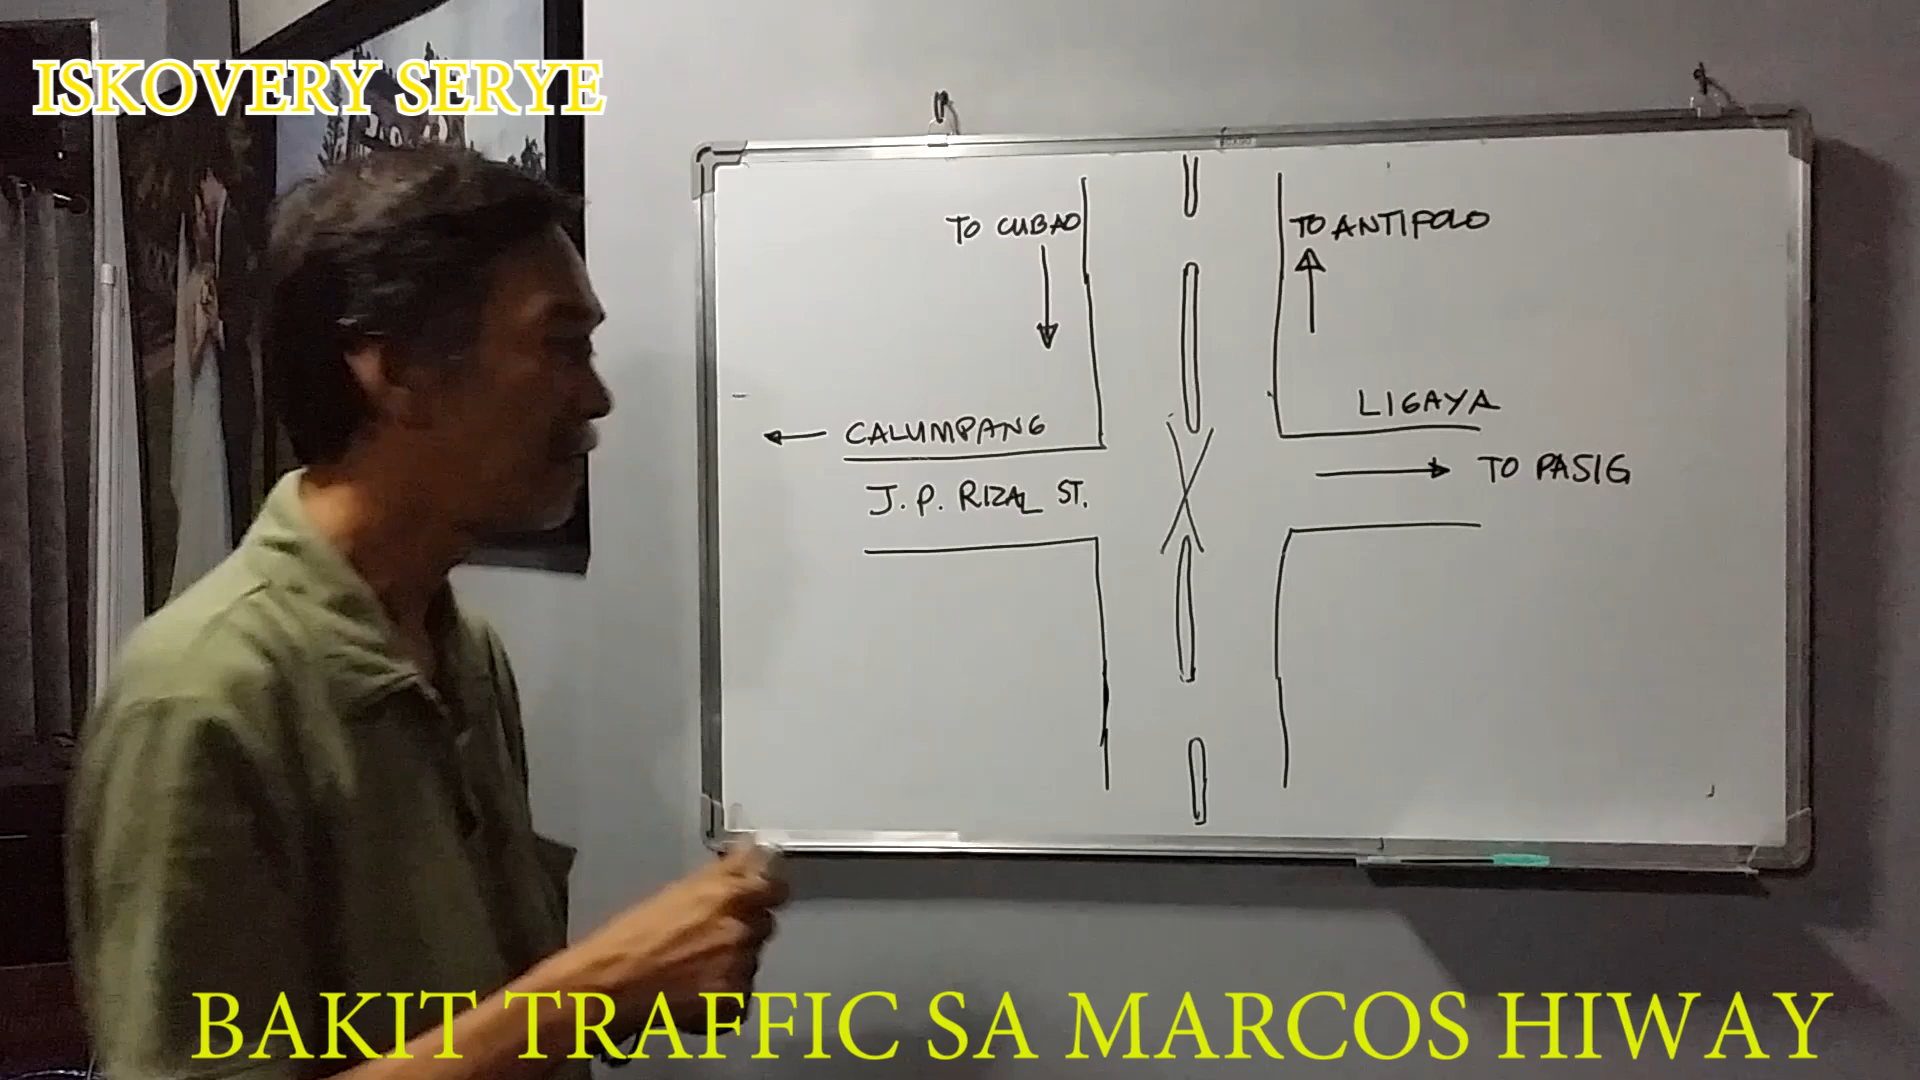 ISKOVERY SERYE
TO CUBAO
TO ANTIPOLO
LIGAYA
CALUMPANG
TO PASIG
J.P. RIZAL ST.
BAKIT TRAFFIC SA MARCOS HIWAY